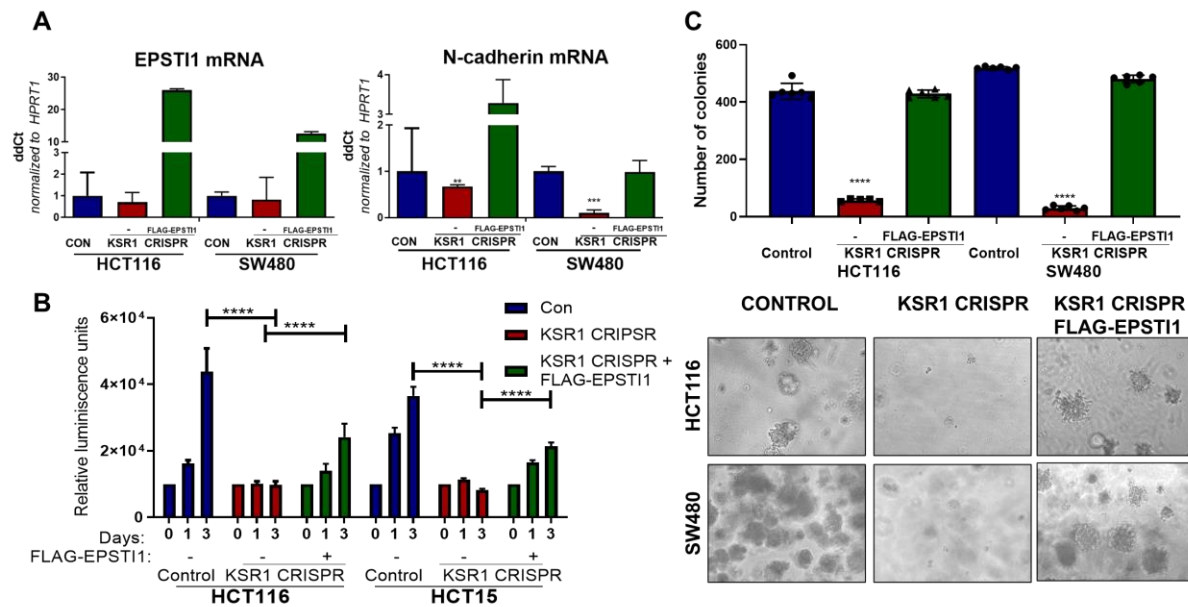 A
EPSTI1 mRNA
ddCt
normalized to HPRT1
30
20
10
2
1
0
- FLAG-EPSTI1 - FLAG-EPSTI1
CON KSR1 CRISPR CON KSR1 CRISPR
HCT116 SW480
N-cadherin mRNA
ddCt
normalized to HPRT1
4
3
2
1.0
0.5
0.0
** ***
- FLAG-EPSTI1 - FLAG-EPSTI1
CON KSR1 CRISPR CON KSR1 CRISPR
HCT116 SW480
B
Relative luminiscence units
6×10⁴
4×10⁴
2×10⁴
0
**** **** **** ****
Con
KSR1 CRIPSR
KSR1 CRISPR +
FLAG-EPSTI1
Days: 0 1 3 0 1 3 0 1 3 0 1 3 0 1 3 0 1 3
FLAG-EPSTI1: - - + - - +
Control KSR1 CRISPR Control KSR1 CRISPR
HCT116 HCT15
C
Number of colonies
600
400
200
0
**** ****
- FLAG-EPSTI1 - FLAG-EPSTI1
Control KSR1 CRISPR Control KSR1 CRISPR
HCT116 SW480
CONTROL KSR1 CRISPR KSR1 CRISPR
FLAG-EPSTI1
HCT116
SW480